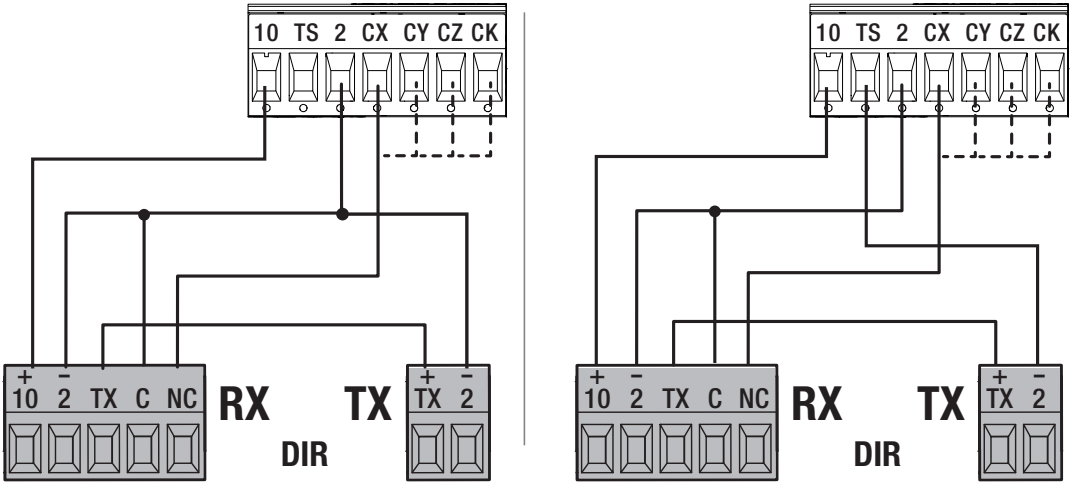 10 TS 2 CX CY CZ CK
+ − + −
10 2 TX C NC RX TX TX 2
DIR
10 TS 2 CX CY CZ CK
+ − + −
10 2 TX C NC RX TX TX 2
DIR